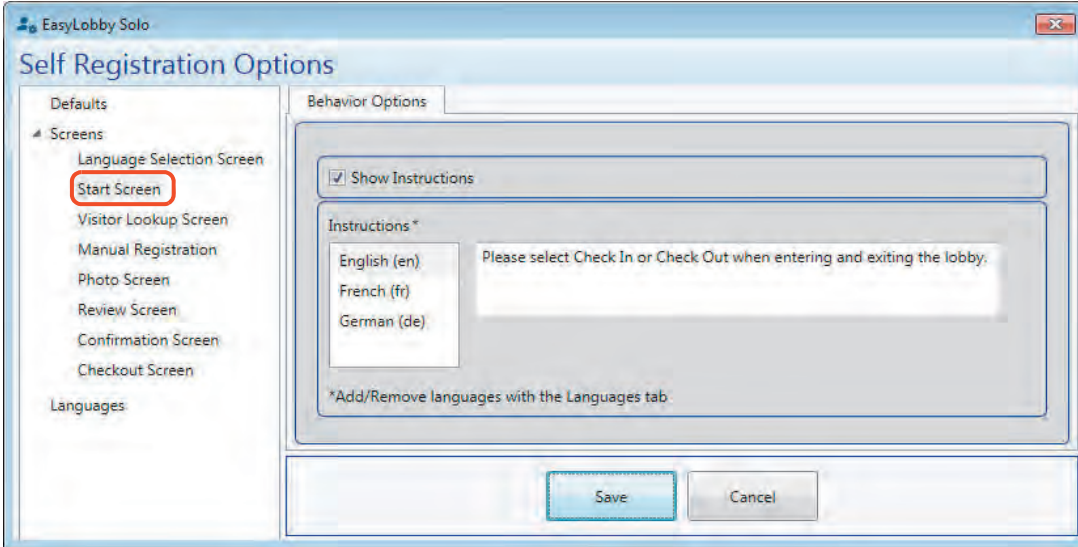 EasyLobby Solo
Self Registration Options
Defaults
Screens
Language Selection Screen
Start Screen
Visitor Lookup Screen
Manual Registration
Photo Screen
Review Screen
Confirmation Screen
Checkout Screen
Languages
Behavior Options
Show Instructions
Instructions*
English (en)
French (fr)
German (de)
Please select Check In or Check Out when entering and exiting the lobby.
*Add/Remove languages with the Languages tab
Save
Cancel